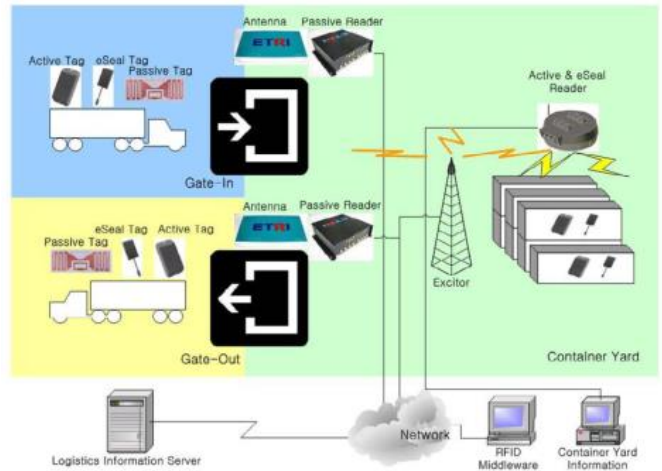 Antenna
Passive Reader
Active Tag
eSeal Tag
Passive Tag
ETRI
Active & eSeal
Reader
Gate-In
Antenna
Passive Reader
eSeal Tag
Active Tag
Passive Tag
ETRI
Excitor
Gate-Out
Container Yard
Network
Logistics Information Server
RFID
Middleware
Container Yard
Information